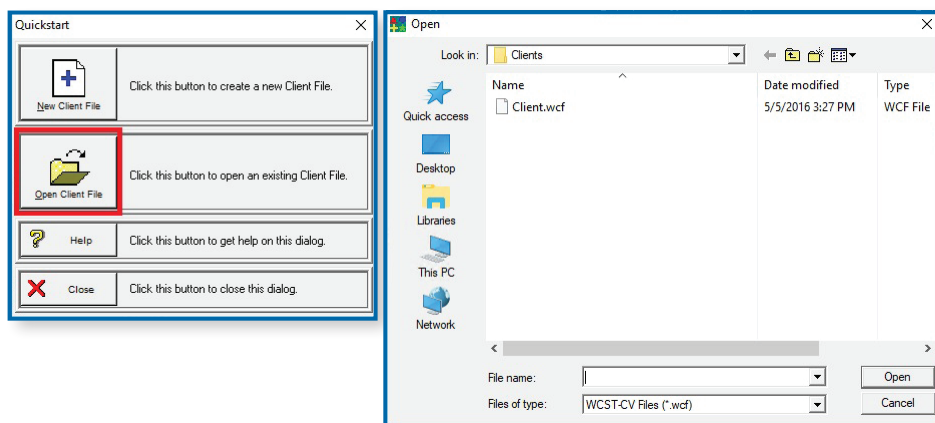 Quickstart
New Client File
Click this button to create a new Client File.
Open Client File
Click this button to open an existing Client File.
Help
Click this button to get help on this dialog.
Close
Click this button to close this dialog.
Open
Look in: Clients
Quick access
Desktop
Libraries
This PC
Network
Name Date modified Type
Client.wcf 5/5/2016 3:27 PM WCF File
File name: Open
Files of type: WCST-CV Files (*.wcf) Cancel